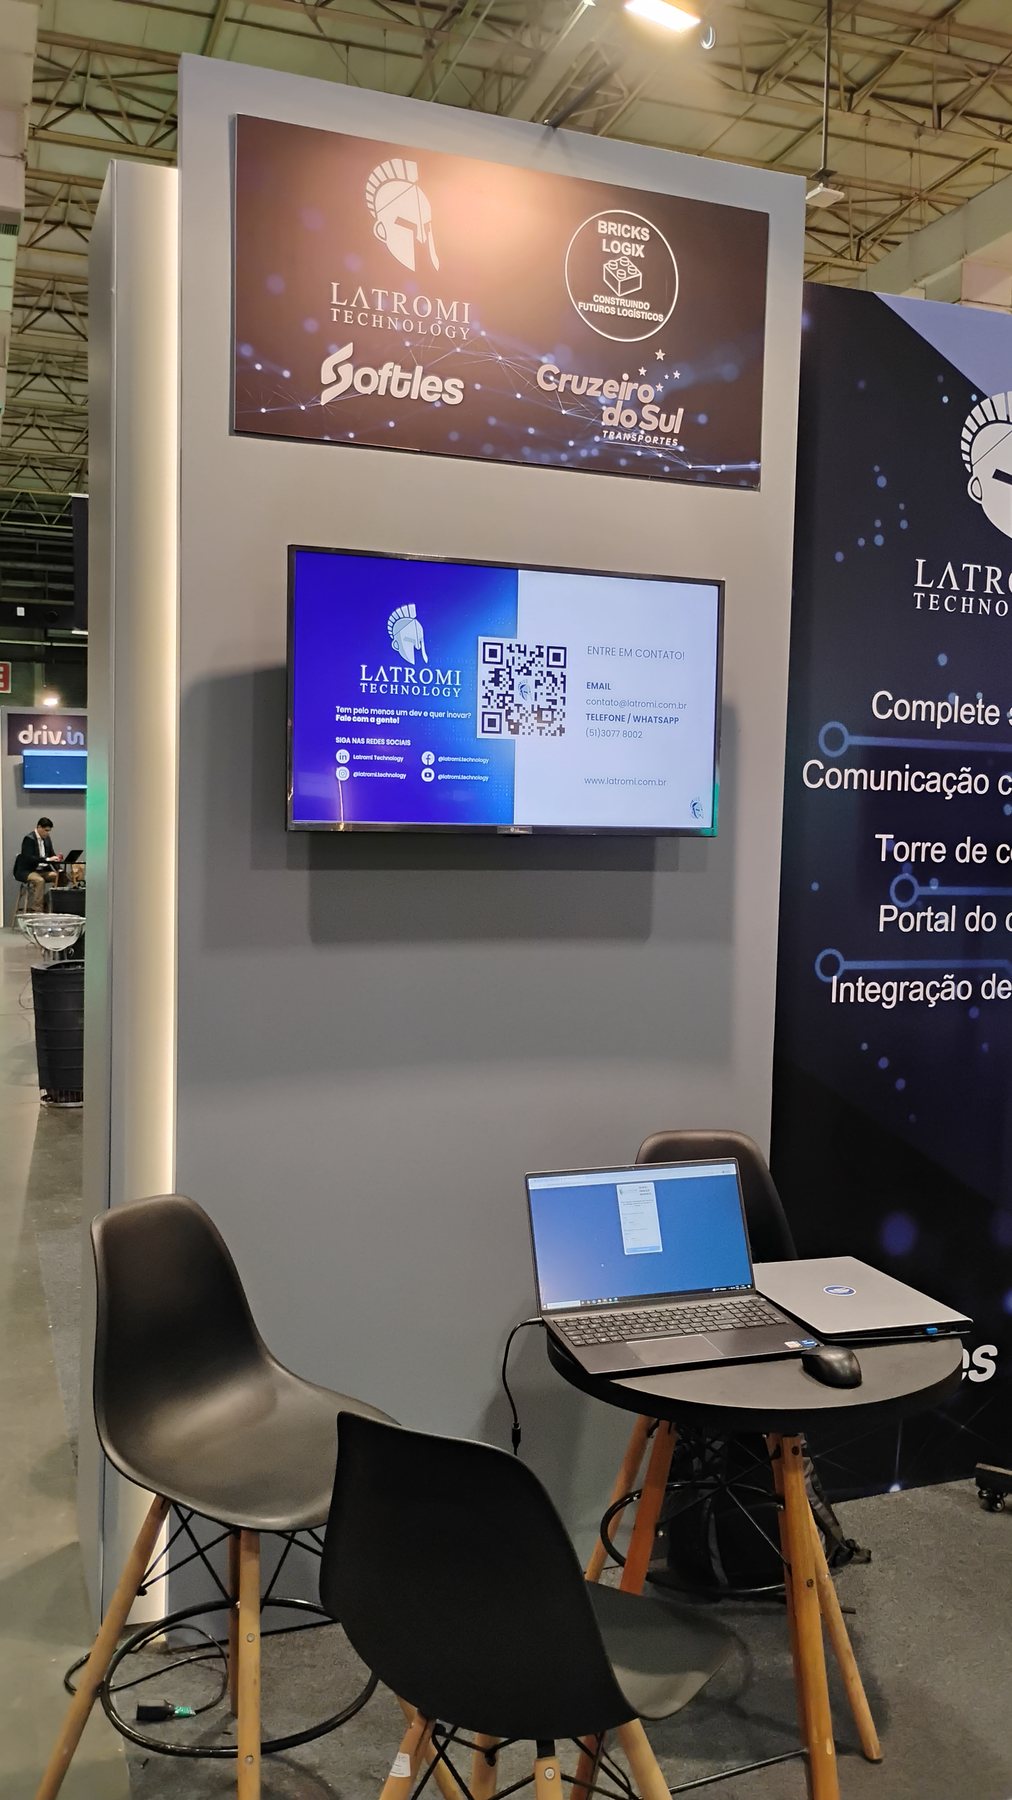 LATROMI
TECHNOLOGY
BRICKS
LOGIX
CONSTRUINDO
FUTUROS LOGÍSTICOS
Softles
Cruzeiro
do Sul
TRANSPORTES
LATROMI
TECHNOLOGY
Tem pelo menos um dev e quer inovar?
Fale com a gente!
SIGA NAS REDES SOCIAIS
in Latromi Technology
f @latromi.technology
@latromi.technology
@latromi.technology
ENTRE EM CONTATO!
EMAIL
contato@latromi.com.br
TELEFONE / WHATSAPP
(51)3077 8002
www.latromi.com.br
driv.in
LATRO
TECHNO
Complete
Comunicação c
Torre de c
Portal do
Integração de
es